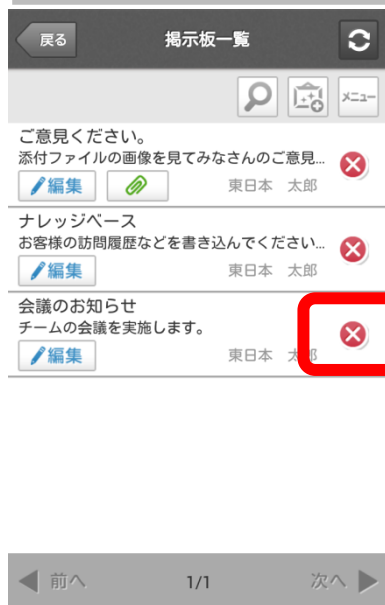 戻る
掲示板一覧
メニュー
ご意見ください。
添付ファイルの画像を見てみなさんのご意見...
編集
東日本 太郎
ナレッジベース
お客様の訪問履歴などを書き込んでください...
編集
東日本 太郎
会議のお知らせ
チームの会議を実施します。
編集
東日本 太郎
前へ
1/1
次へ